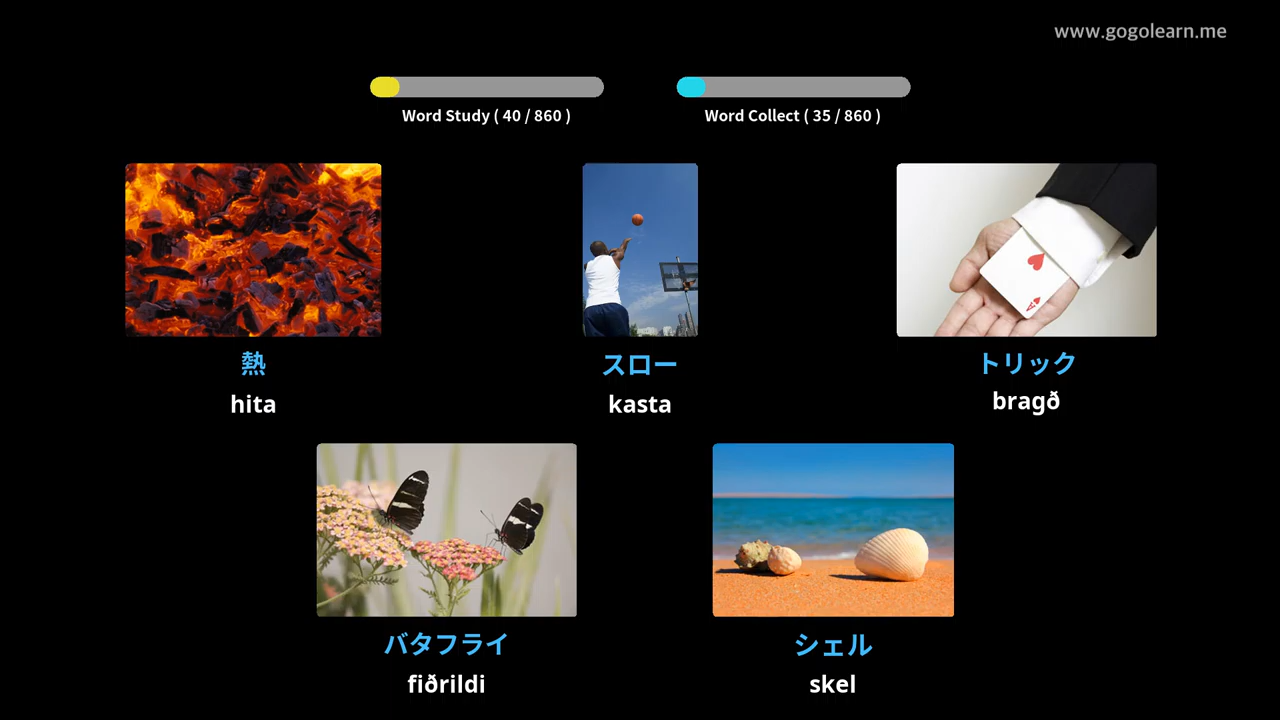 www.gogolearn.me
Word Study ( 40 / 860 )
Word Collect ( 35 / 860 )
熱
スロー
トリック
hita
kasta
bragð
バタフライ
シェル
fiðrildi
skel